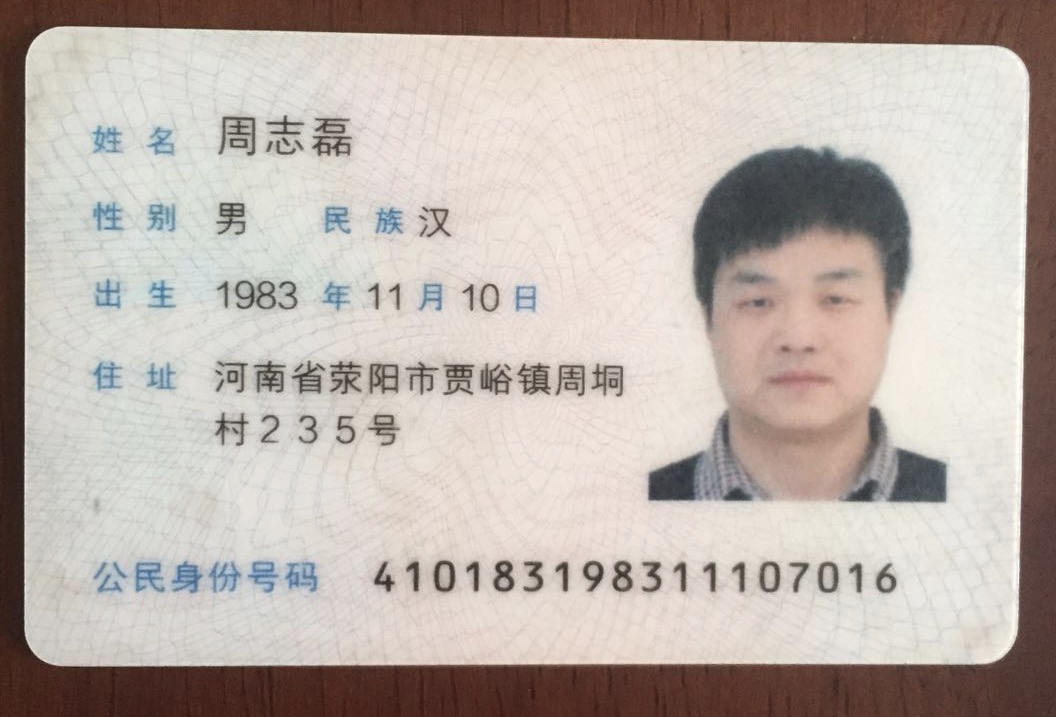 姓名 周志磊
性别 男 民族 汉
出生 1983 年 11 月 10 日
住址 河南省荥阳市贾峪镇周垌
村235号
公民身份号码 410183198311107016